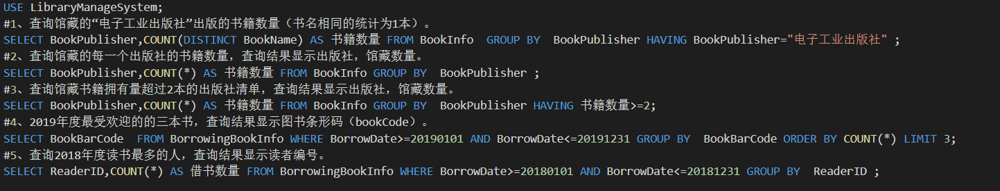 USE LibraryManageSystem;
#1、查询馆藏的“电子工业出版社”出版的书籍数量（书名相同的统计为1本）。
SELECT BookPublisher,COUNT(DISTINCT BookName) AS 书籍数量 FROM BookInfo  GROUP BY  BookPublisher HAVING BookPublisher="电子工业出版社" ;
#2、查询馆藏的每一个出版社的书籍数量，查询结果显示出版社，馆藏数量。
SELECT BookPublisher,COUNT(*) AS 书籍数量 FROM BookInfo GROUP BY  BookPublisher ;
#3、查询馆藏书籍拥有量超过2本的出版社清单，查询结果显示出版社，馆藏数量。
SELECT BookPublisher,COUNT(*) AS 书籍数量 FROM BookInfo GROUP BY  BookPublisher HAVING 书籍数量>=2;
#4、2019年度最受欢迎的的三本书，查询结果显示图书条形码（bookCode）。
SELECT BookBarCode  FROM BorrowingBookInfo WHERE BorrowDate>=20190101 AND BorrowDate<=20191231 GROUP BY  BookBarCode ORDER BY COUNT(*) LIMIT 3;
#5、查询2018年度读书最多的人，查询结果显示读者编号。
SELECT ReaderID,COUNT(*) AS 借书数量 FROM BorrowingBookInfo WHERE BorrowDate>=20180101 AND BorrowDate<=20181231 GROUP BY  ReaderID ;